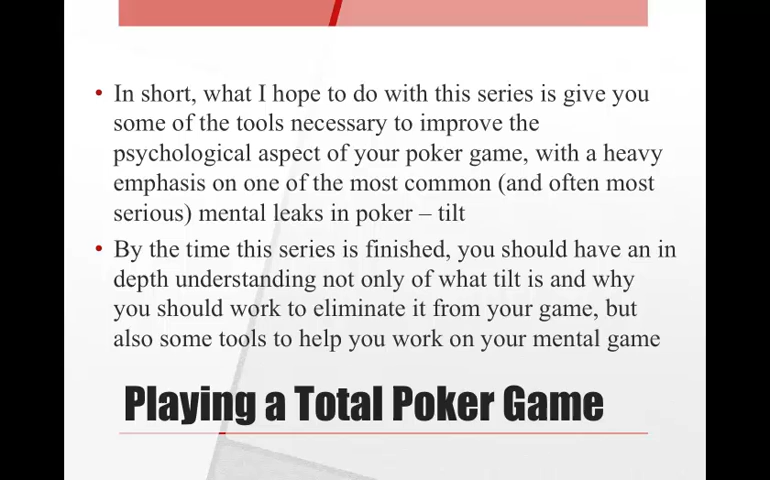 • In short, what I hope to do with this series is give you
some of the tools necessary to improve the
psychological aspect of your poker game, with a heavy
emphasis on one of the most common (and often most
serious) mental leaks in poker – tilt
• By the time this series is finished, you should have an in
depth understanding not only of what tilt is and why
you should work to eliminate it from your game, but
also some tools to help you work on your mental game
Playing a Total Poker Game